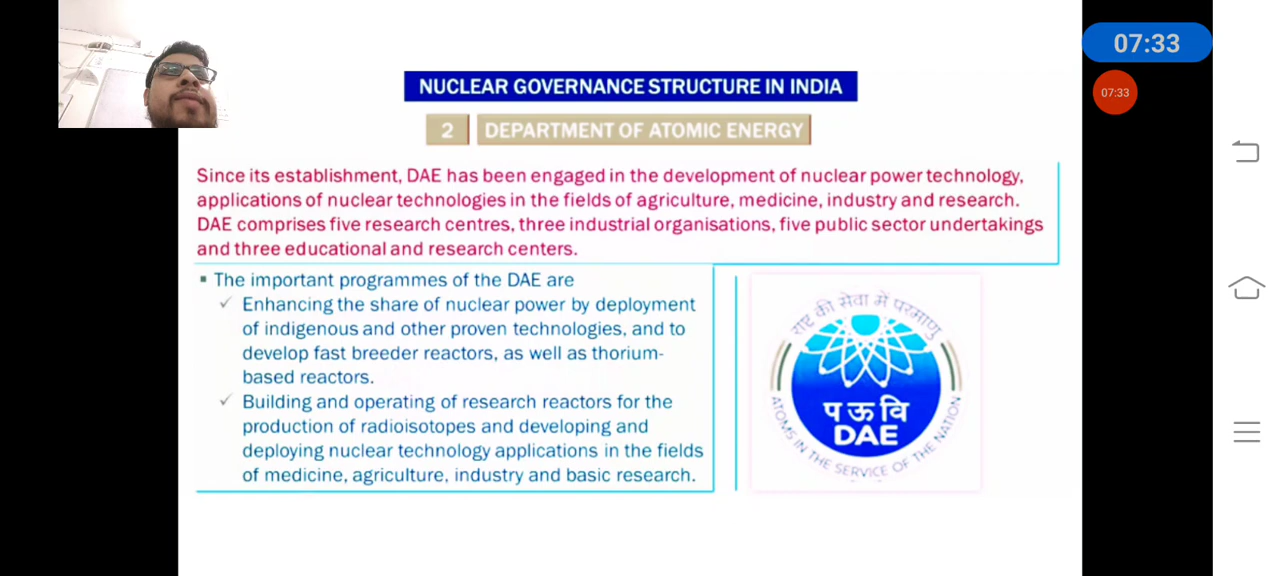 07:33
07:33
NUCLEAR GOVERNANCE STRUCTURE IN INDIA
2 DEPARTMENT OF ATOMIC ENERGY
Since its establishment, DAE has been engaged in the development of nuclear power technology,
applications of nuclear technologies in the fields of agriculture, medicine, industry and research.
DAE comprises five research centres, three industrial organisations, five public sector undertakings
and three educational and research centers.
▪ The important programmes of the DAE are
✓ Enhancing the share of nuclear power by deployment
of indigenous and other proven technologies, and to
develop fast breeder reactors, as well as thorium-
based reactors.
✓ Building and operating of research reactors for the
production of radioisotopes and developing and
deploying nuclear technology applications in the fields
of medicine, agriculture, industry and basic research.
राष्ट्र की सेवा में परमाणु
प ऊ वि
DAE
ATOMS IN THE SERVICE OF THE NATION